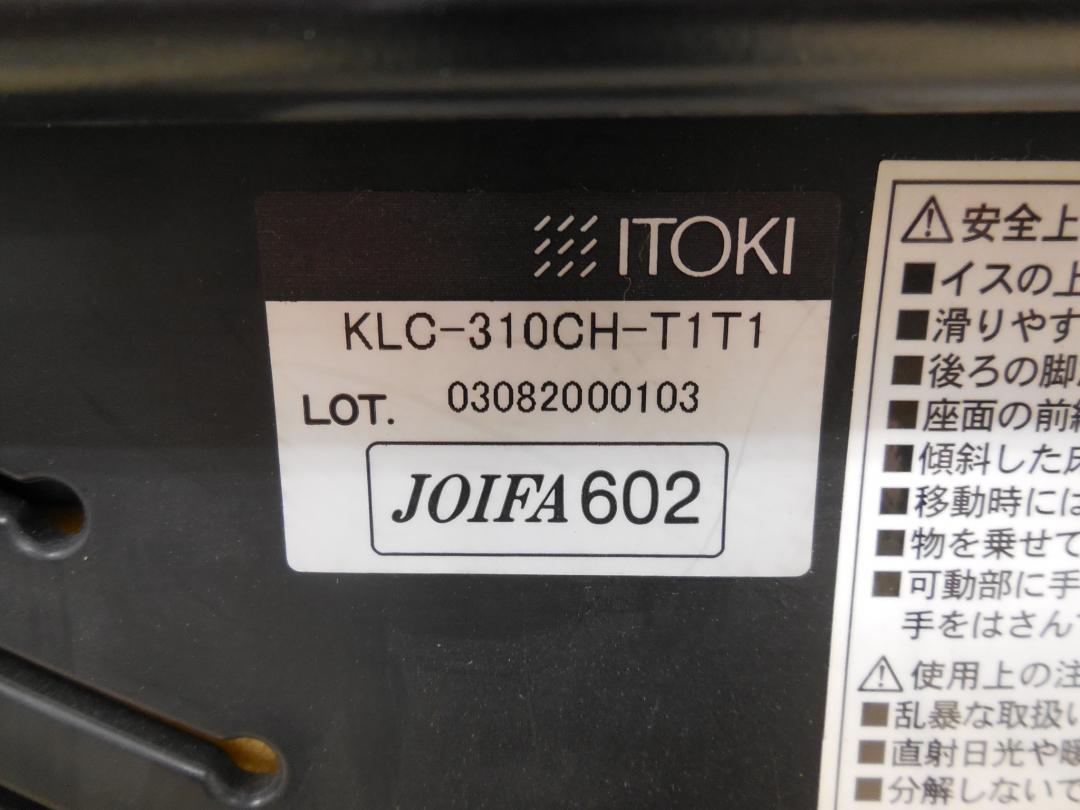 ITOKI
KLC-310CH-T1T1
LOT. 03082000103
JOIFA602
⚠安全上
■イスの上
■滑りやす
■後ろの脚
■座面の前
■傾斜した
■移動時には
■物を乗せて
■可動部に手
手をはさん
⚠使用上の注
■乱暴な取扱い
■直射日光や
■分解しないで